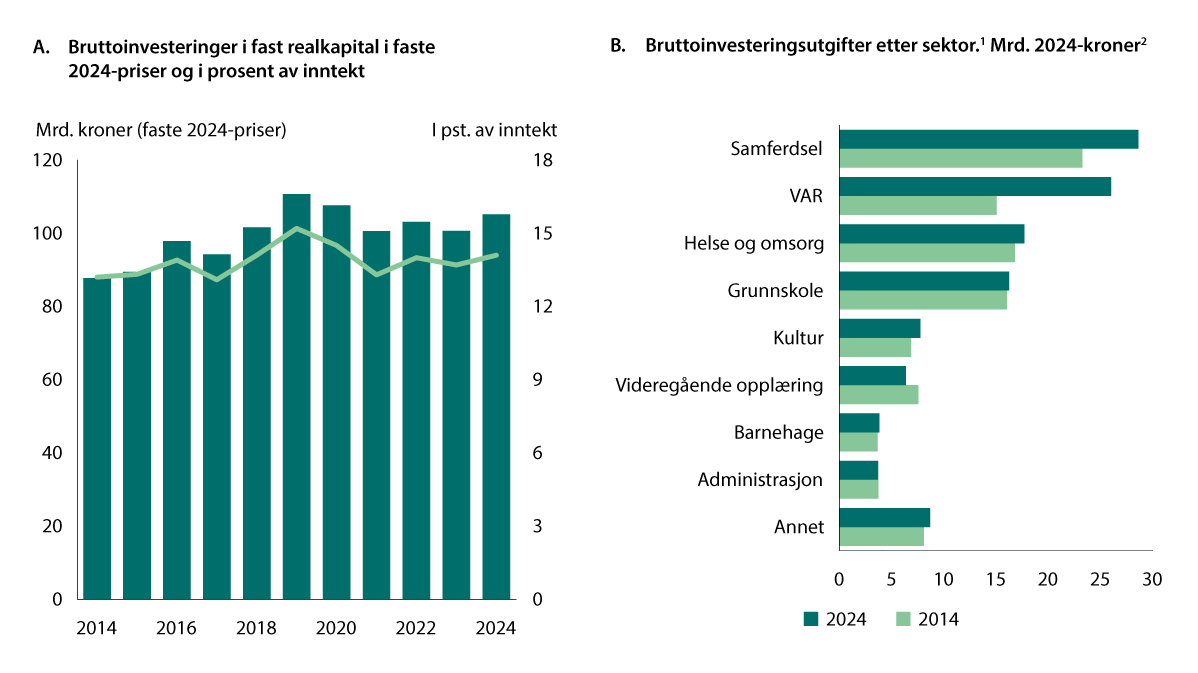 A. Bruttoinvesteringer i fast realkapital i faste
2024-priser og i prosent av inntekt
Mrd. kroner (faste 2024-priser)
I pst. av inntekt
120
100
80
60
40
20
0
18
15
12
9
6
3
0
2014
2016
2018
2020
2022
2024
B. Bruttoinvesteringsutgifter etter sektor.¹ Mrd. 2024-kroner²
Samferdsel
VAR
Helse og omsorg
Grunnskole
Kultur
Videregående opplæring
Barnehage
Administrasjon
Annet
0 5 10 15 20 25 30
2024
2014